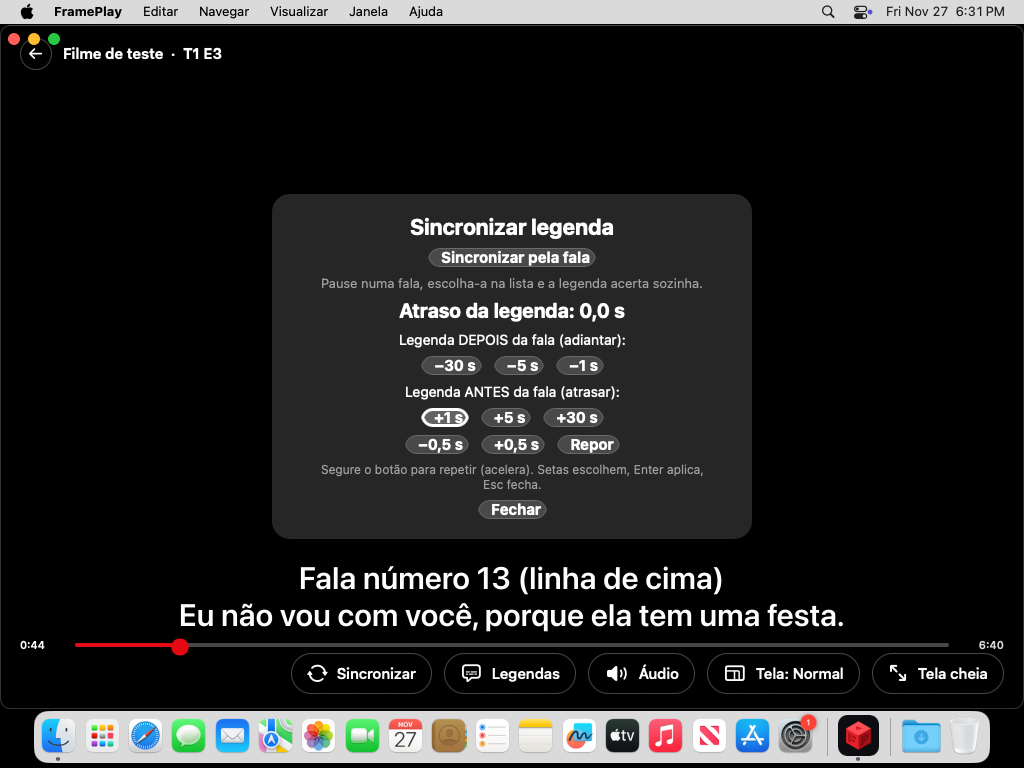 FramePlay Editar Navegar Visualizar Janela Ajuda Fri Nov 27 6:31 PM
Filme de teste · T1 E3
Sincronizar legenda
Sincronizar pela fala
Pause numa fala, escolha-a na lista e a legenda acerta sozinha.
Atraso da legenda: 0,0 s
Legenda DEPOIS da fala (adiantar):
−30 s −5 s −1 s
Legenda ANTES da fala (atrasar):
+1 s +5 s +30 s
−0,5 s +0,5 s Repor
Segure o botão para repetir (acelera). Setas escolhem, Enter aplica,
Esc fecha.
Fechar
Fala número 13 (linha de cima)
Eu não vou com você, porque ela tem uma festa.
0:44 6:40
Sincronizar Legendas Áudio Tela: Normal Tela cheia
NOV
27
tv
1